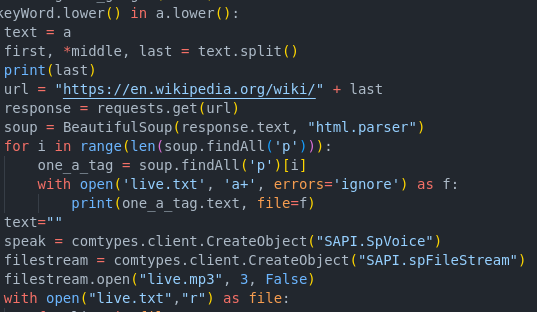 keyWord.lower() in a.lower():
text = a
first, *middle, last = text.split()
print(last)
url = "https://en.wikipedia.org/wiki/" + last
response = requests.get(url)
soup = BeautifulSoup(response.text, "html.parser")
for i in range(len(soup.findAll('p'))):
one_a_tag = soup.findAll('p')[i]
with open('live.txt', 'a+', errors='ignore') as f:
print(one_a_tag.text, file=f)
text=""
speak = comtypes.client.CreateObject("SAPI.SpVoice")
filestream = comtypes.client.CreateObject("SAPI.spFileStream")
filestream.open("live.mp3", 3, False)
with open("live.txt","r") as file: